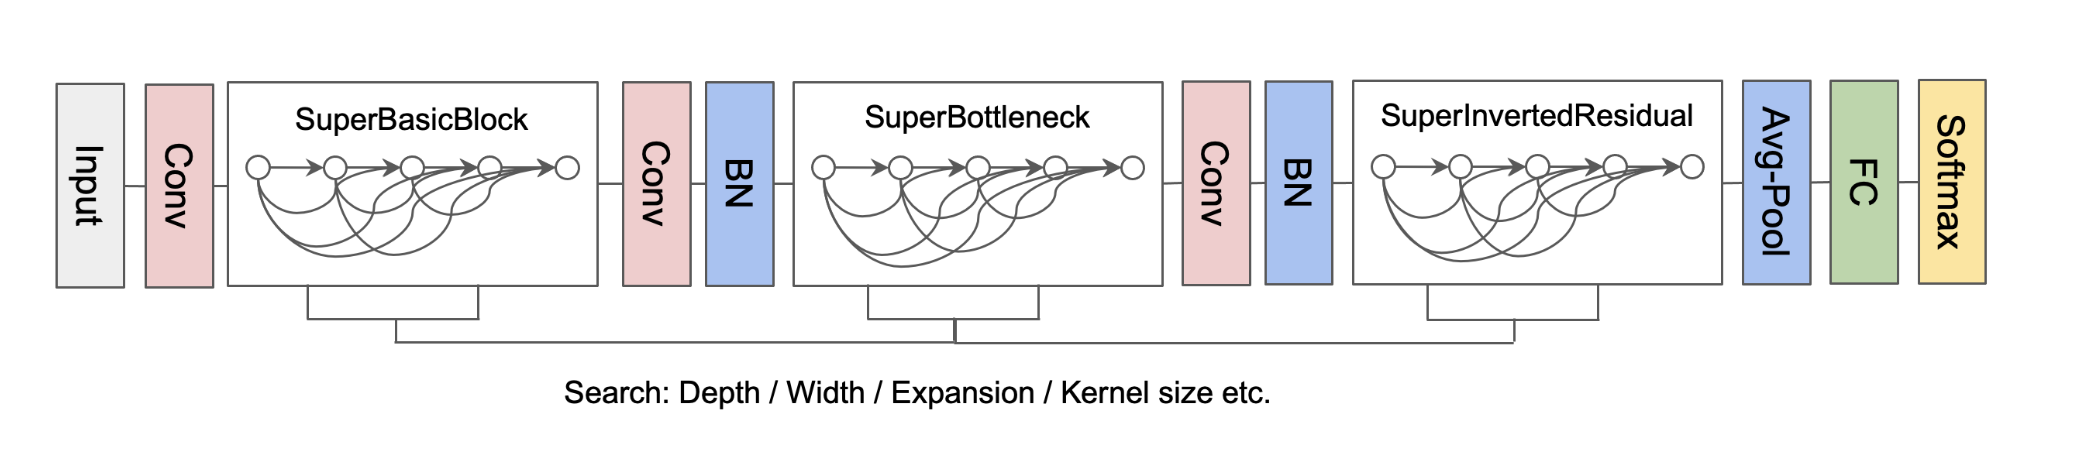 Input
Conv
SuperBasicBlock
Conv
BN
SuperBottleneck
Conv
BN
SuperInvertedResidual
Avg-Pool
FC
Softmax
Search: Depth / Width / Expansion / Kernel size etc.